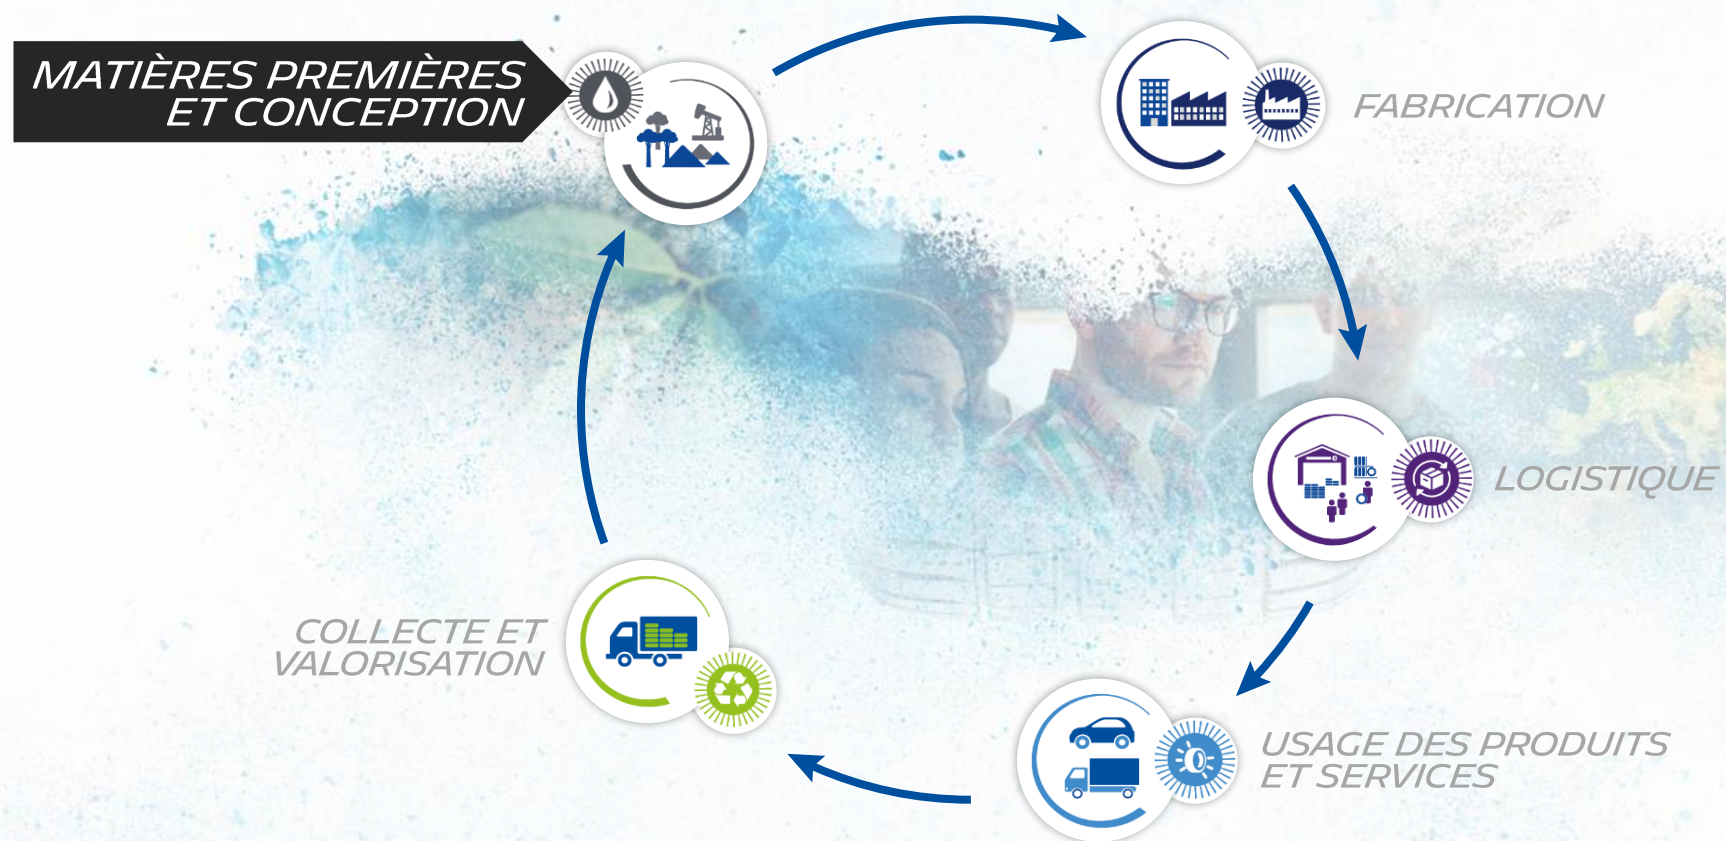 MATIÈRES PREMIÈRES
ET CONCEPTION
FABRICATION
LOGISTIQUE
USAGE DES PRODUITS
ET SERVICES
COLLECTE ET
VALORISATION